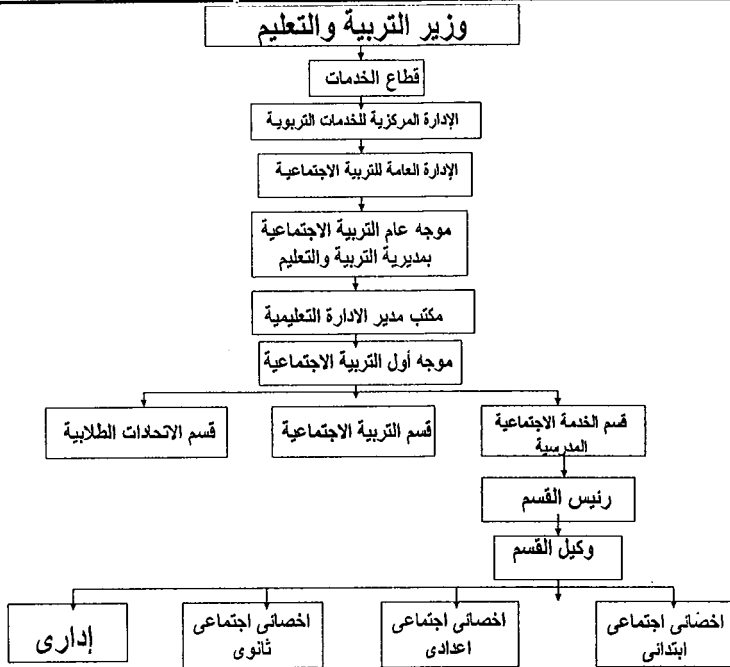 وزير التربية والتعليم
قطاع الخدمات
الإدارة المركزية للخدمات التربوية
الإدارة العامة للتربية الاجتماعية
موجه عام التربية الاجتماعية
بمديرية التربية والتعليم
مكتب مدير الادارة التعليمية
موجه أول التربية الاجتماعية
قسم الخدمة الاجتماعية
المدرسية
قسم التربية الاجتماعية
قسم الاتحادات الطلابية
رئيس القسم
وكيل القسم
اخصائى اجتماعى
ابتدائى
اخصائى اجتماعى
اعدادى
اخصائى اجتماعى
ثانوى
إدارى